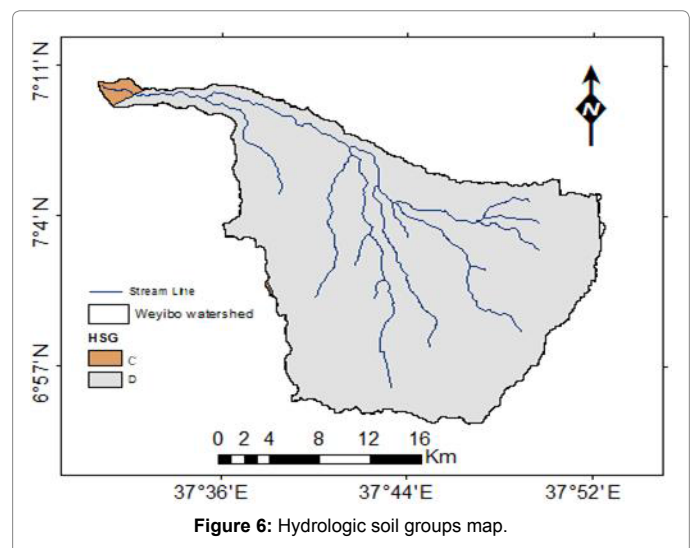 7°11'N
7°4'N
6°57'N
N
Stream Line
Weyibo watershed
HSG
C
D
0 2 4 8 12 16
Km
37°36'E 37°44'E 37°52'E
Figure 6: Hydrologic soil groups map.